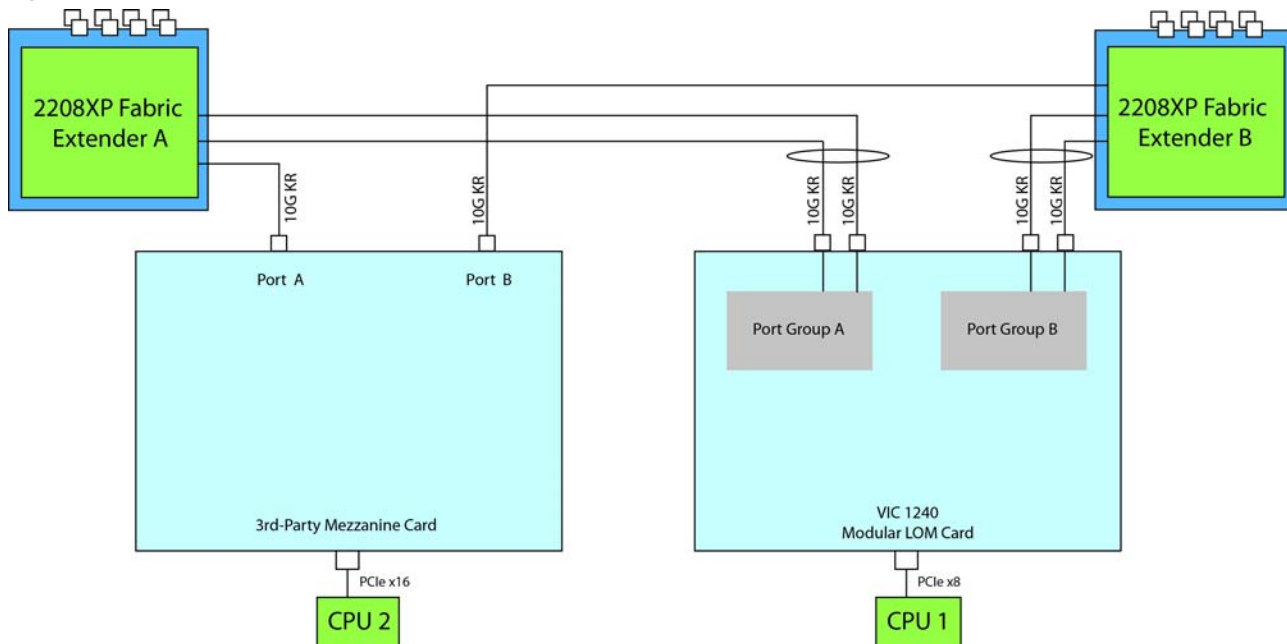 2208XP Fabric
Extender A
2208XP Fabric
Extender B
10G KR
10G KR
10G KR
10G KR
10G KR
10G KR
Port A
Port B
Port Group A
Port Group B
3rd-Party Mezzanine Card
VIC 1240
Modular LOM Card
PCIe x16
PCIe x8
CPU 2
CPU 1